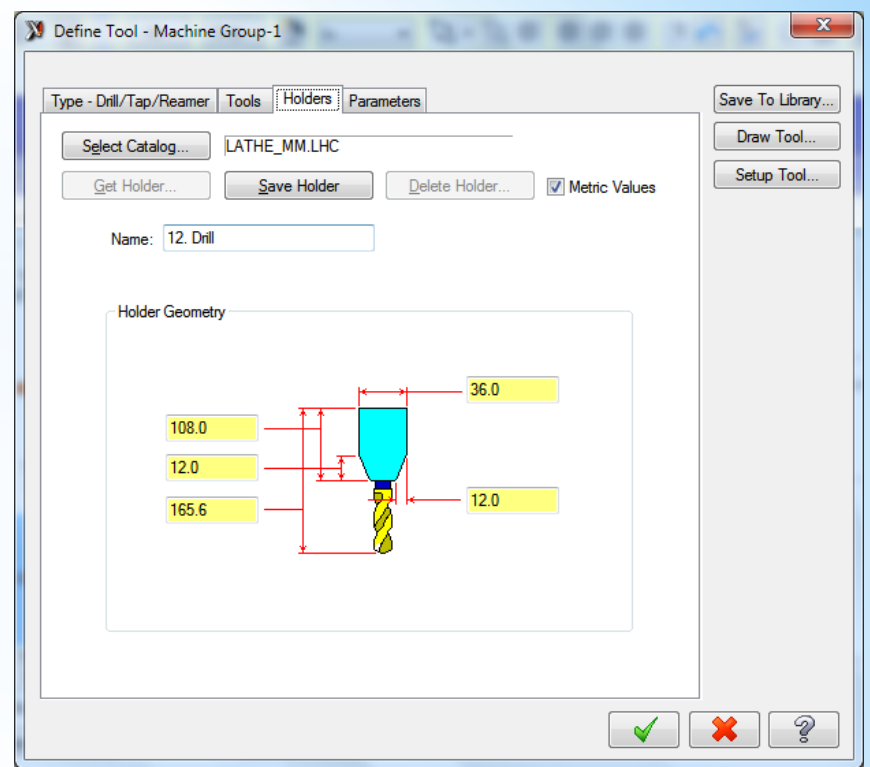 Define Tool - Machine Group-1
Type - Drill/Tap/Reamer Tools Holders Parameters
Save To Library...
Select Catalog... LATHE_MM.LHC
Draw Tool...
Get Holder... Save Holder Delete Holder... Metric Values
Setup Tool...
Name: 12. Drill
Holder Geometry
36.0
108.0
12.0
12.0
165.6